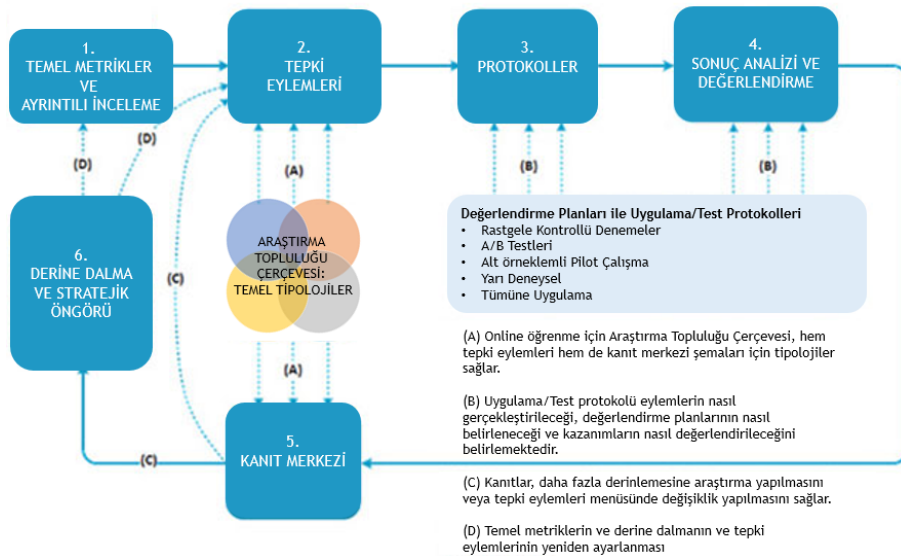 1.
TEMEL METRİKLER
VE
AYRINTILI İNCELEME
2.
TEPKİ
EYLEMLERİ
3.
PROTOKOLLER
4.
SONUÇ ANALİZİ VE
DEĞERLENDİRME
(D)
(D)
(A)
(B)
(B)
6.
DERİNE DALMA
VE STRATEJİK
ÖNGÖRÜ
(C)
ARAŞTIRMA
TOPLULUĞU
ÇERÇEVESİ:
TEMEL TİPOLOJİLER
Değerlendirme Planları ile Uygulama/Test Protokolleri
• Rastgele Kontrollü Denemeler
• A/B Testleri
• Alt örneklemli Pilot Çalışma
• Yarı Deneysel
• Tümüne Uygulama
(A)
5.
KANIT MERKEZİ
(C)
(A) Online öğrenme için Araştırma Topluluğu Çerçevesi, hem
tepki eylemleri hem de kanıt merkezi şemaları için tipolojiler
sağlar.
(B) Uygulama/Test protokolü eylemlerin nasıl
gerçekleştirileceği, değerlendirme planlarının nasıl
belirleneceği ve kazanımların nasıl değerlendirileceğini
belirlemektedir.
(C) Kanıtlar, daha fazla derinlemesine araştırma yapılmasını
veya tepki eylemleri menüsünde değişiklik yapılmasını sağlar.
(D) Temel metriklerin ve derine dalmanın ve tepki
eylemlerinin yeniden ayarlanması